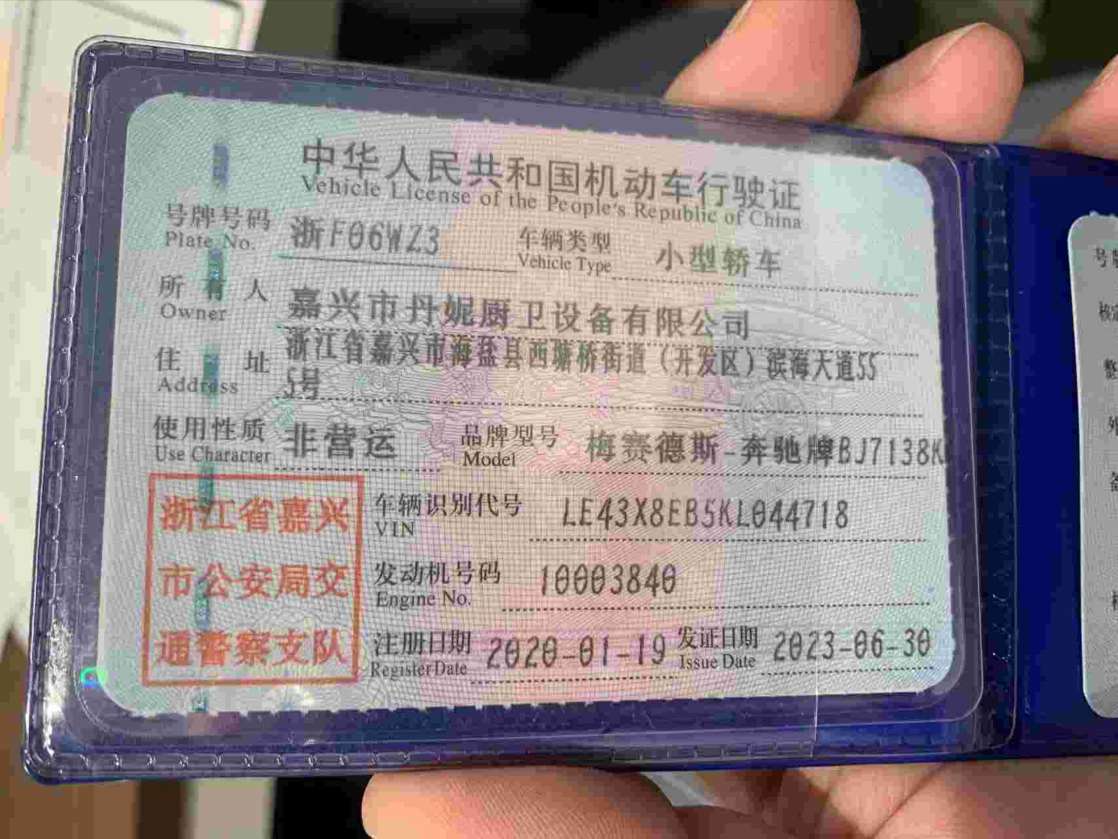 中华人民共和国机动车行驶证
Vehicle License of the People's Republic of China
号牌号码 浙F06WZ3 车辆类型 小型轿车
Plate No. Vehicle Type
所有人 嘉兴市丹妮厨卫设备有限公司
Owner
住址 浙江省嘉兴市海盐县西塘桥街道（开发区）滨海大道55
Address 5号
使用性质 非营运 品牌型号 梅赛德斯-奔驰牌BJ7138K
Use Character Model
浙江省嘉兴
市公安局交
通警察支队
车辆识别代号 LE43X8EB5KL044718
VIN
发动机号码 10003840
Engine No.
注册日期 2020-01-19 发证日期 2023-06-30
Register Date Issue Date
号